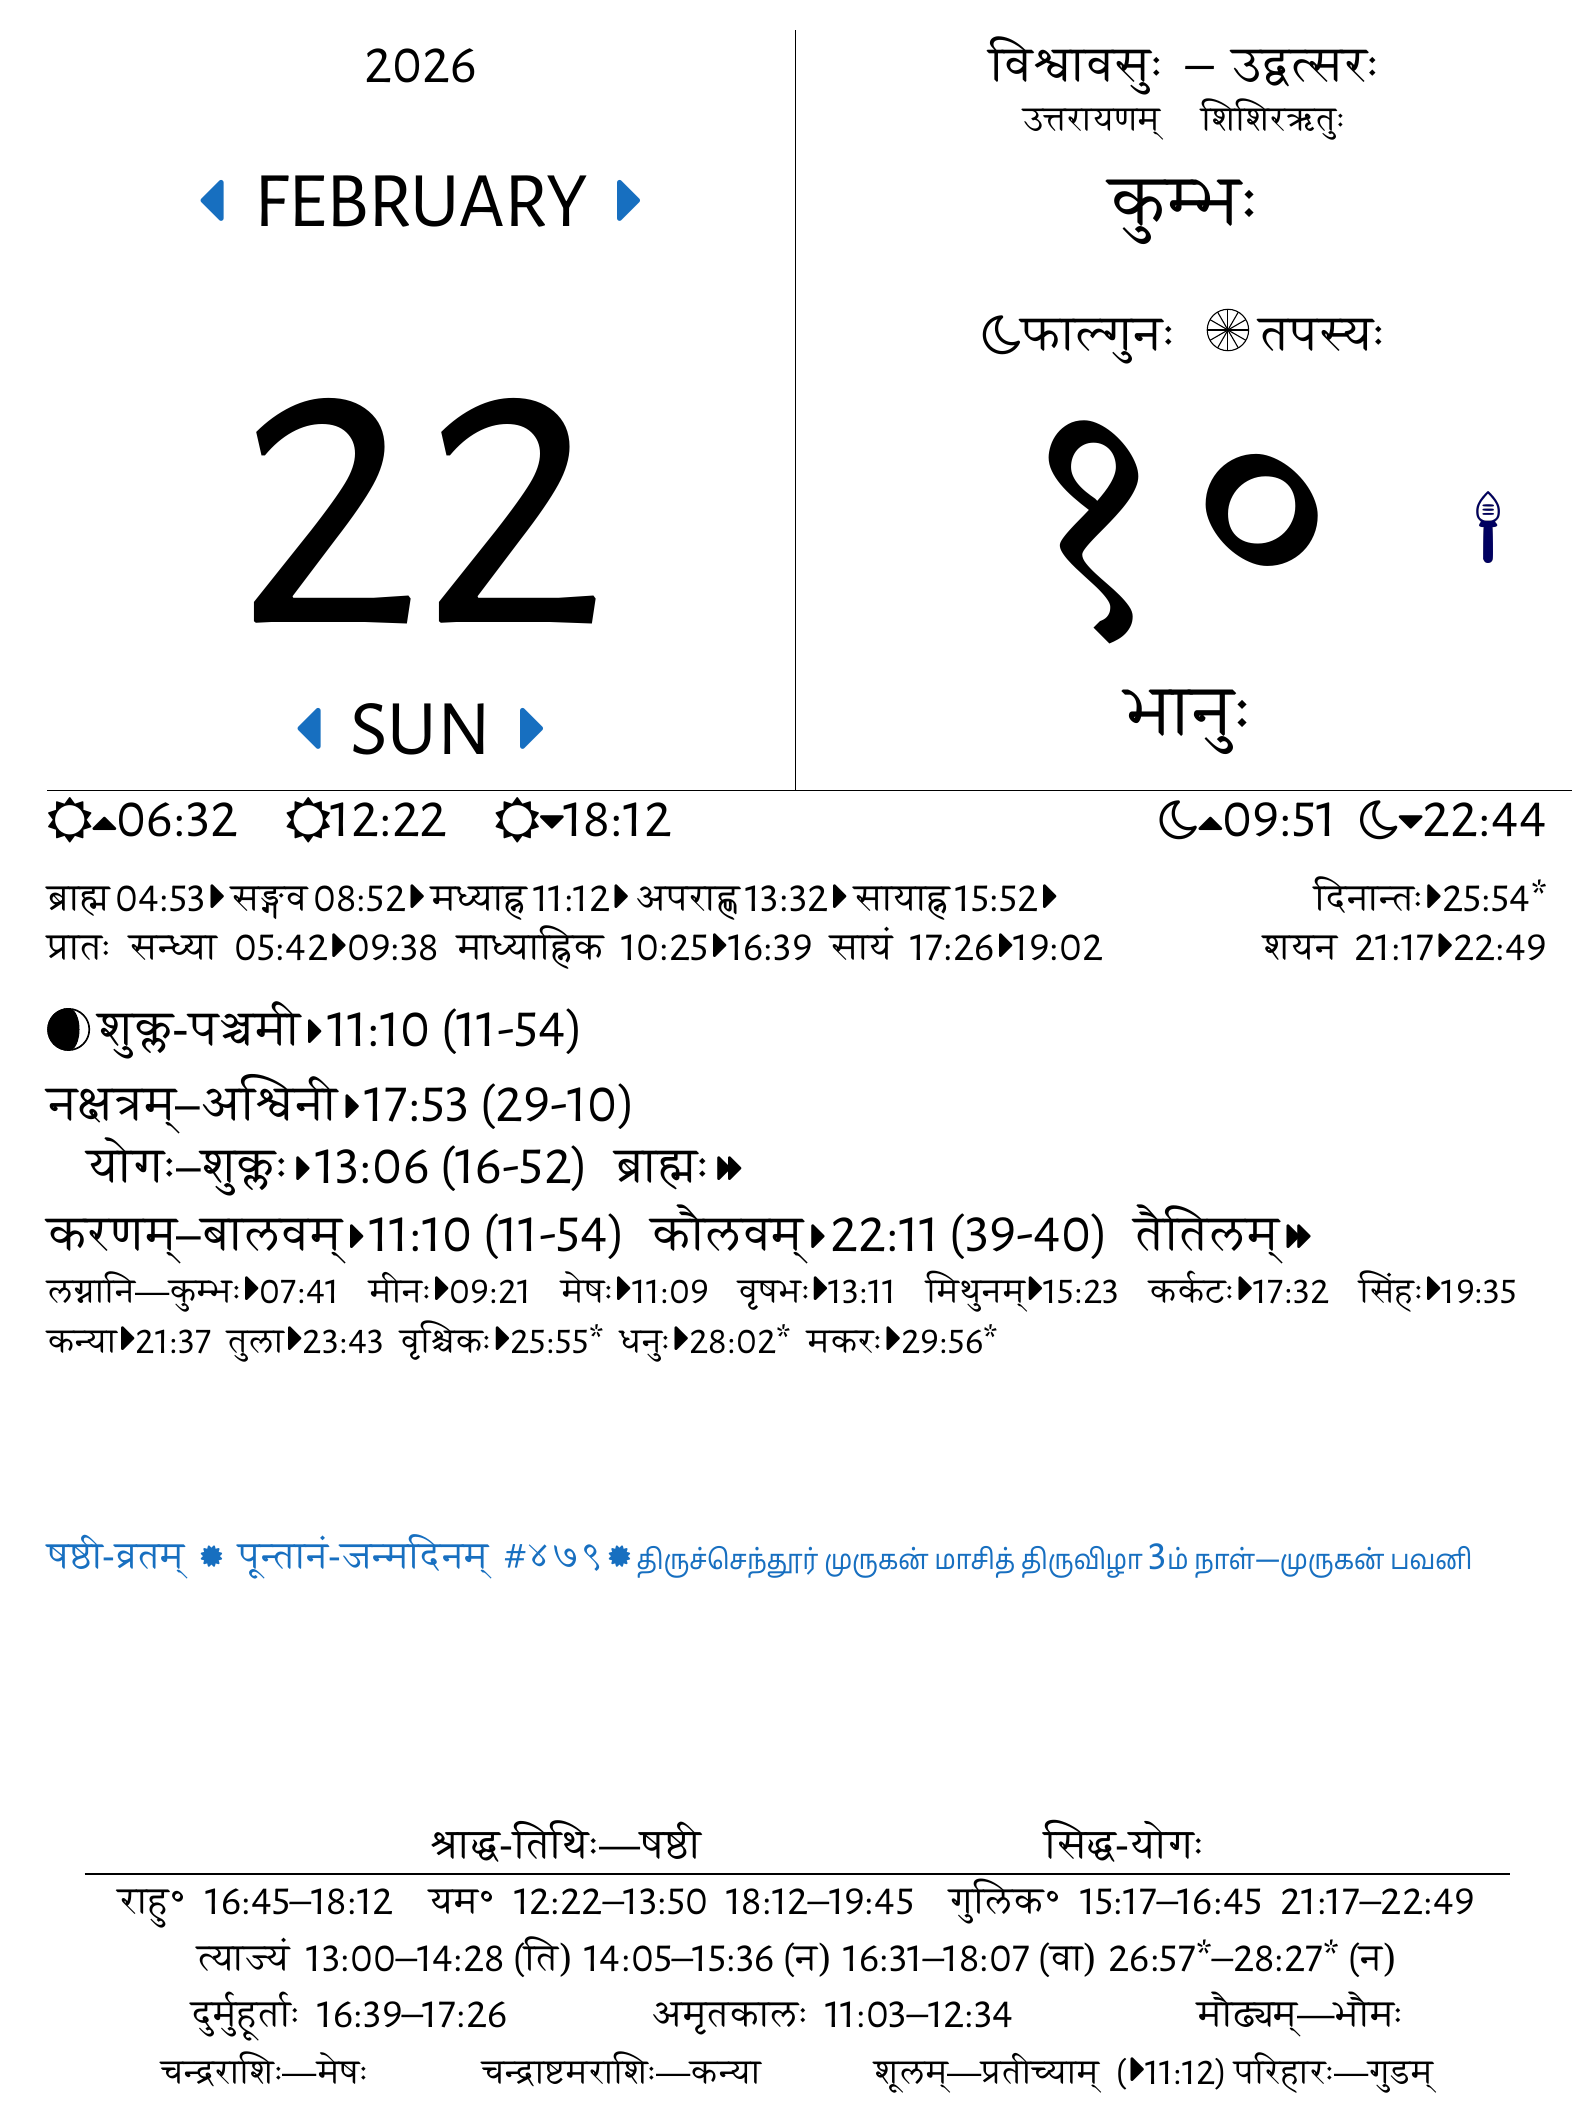 2026
FEBRUARY
22
SUN
विश्वावसुः – उद्वत्सरः
उत्तरायणम् शिशिरऋतुः
कुम्भः
फाल्गुनः तपस्यः
१०
भानुः
06:32 12:22 18:12 09:51 22:44
ब्राह्म 04:53 सङ्गव 08:52 मध्याह्न 11:12 अपराह्ण 13:32 सायाह्न 15:52 दिनान्तः 25:54*
प्रातः सन्ध्या 05:42 09:38 माध्याह्निक 10:25 16:39 सायं 17:26 19:02 शयन 21:17 22:49
शुक्ल-पञ्चमी 11:10 (11-54)
नक्षत्रम्–अश्विनी 17:53 (29-10)
योगः–शुक्लः 13:06 (16-52) ब्राह्मः
करणम्–बालवम् 11:10 (11-54) कौलवम् 22:11 (39-40) तैतिलम्
लग्नानि—कुम्भः 07:41 मीनः 09:21 मेषः 11:09 वृषभः 13:11 मिथुनम् 15:23 कर्कटः 17:32 सिंहः 19:35
कन्या 21:37 तुला 23:43 वृश्चिकः 25:55* धनुः 28:02* मकरः 29:56*
षष्ठी-व्रतम् ✹ पून्तानं-जन्मदिनम् #४७९ ✹ திருச்செந்தூர் முருகன் மாசித் திருவிழா 3ம் நாள்—முருகன் பவனி
श्राद्ध-तिथिः—षष्ठी सिद्ध-योगः
राहु॰ 16:45–18:12 यम॰ 12:22–13:50 18:12–19:45 गुलिक॰ 15:17–16:45 21:17–22:49
त्याज्यं 13:00–14:28 (ति) 14:05–15:36 (न) 16:31–18:07 (वा) 26:57*–28:27* (न)
दुर्मुहूर्ताः 16:39–17:26 अमृतकालः 11:03–12:34 मौढ्यम्—भौमः
चन्द्रराशिः—मेषः चन्द्राष्टमराशिः—कन्या शूलम्—प्रतीच्याम् (11:12) परिहारः—गुडम्